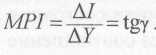 MPI = ΔI / ΔY = tgγ .